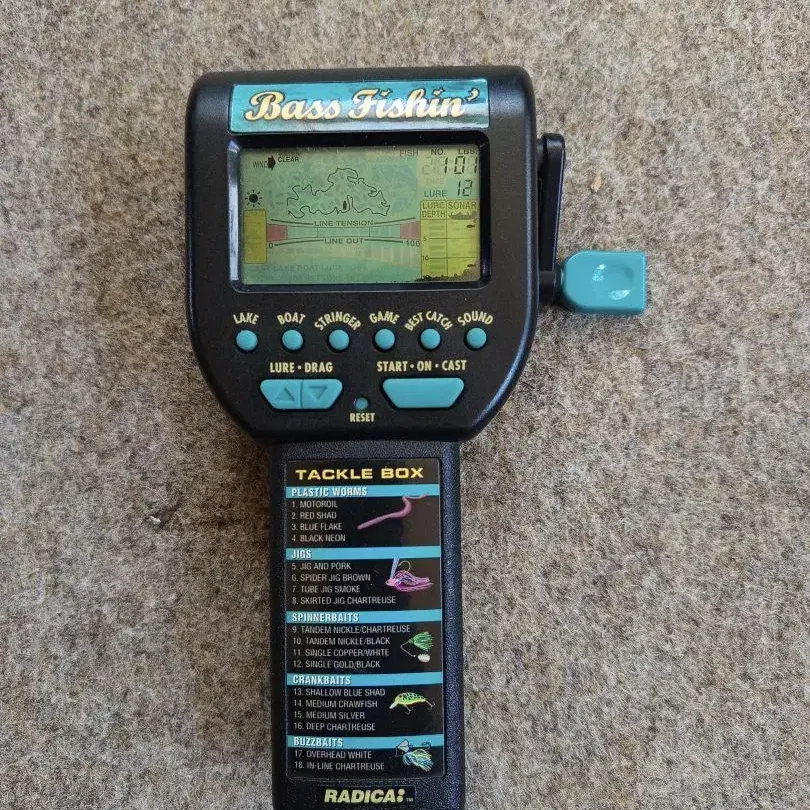 Bass Fishin'
WIND CLEAR
FISH NO. LBS
1 01
LURE 12
LURE DEPTH SONAR
LINE TENSION
0 LINE OUT 100
5
10
LAKE BOAT STRINGER GAME BEST CATCH SOUND
LURE • DRAG START • ON • CAST
RESET
TACKLE BOX
PLASTIC WORMS
1. MOTOROIL
2. RED SHAD
3. BLUE FLAKE
4. BLACK NEON
JIGS
5. JIG AND PORK
6. SPIDER JIG BROWN
7. TUBE JIG SMOKE
8. SKIRTED JIG CHARTREUSE
SPINNERBAITS
9. TANDEM NICKLE/CHARTREUSE
10. TANDEM NICKLE/BLACK
11. SINGLE COPPER/WHITE
12. SINGLE GOLD/BLACK
CRANKBAITS
13. SHALLOW BLUE SHAD
14. MEDIUM CRAWFISH
15. MEDIUM SILVER
16. DEEP CHARTREUSE
BUZZBAITS
17. OVERHEAD WHITE
18. IN-LINE CHARTREUSE
RADICA:™